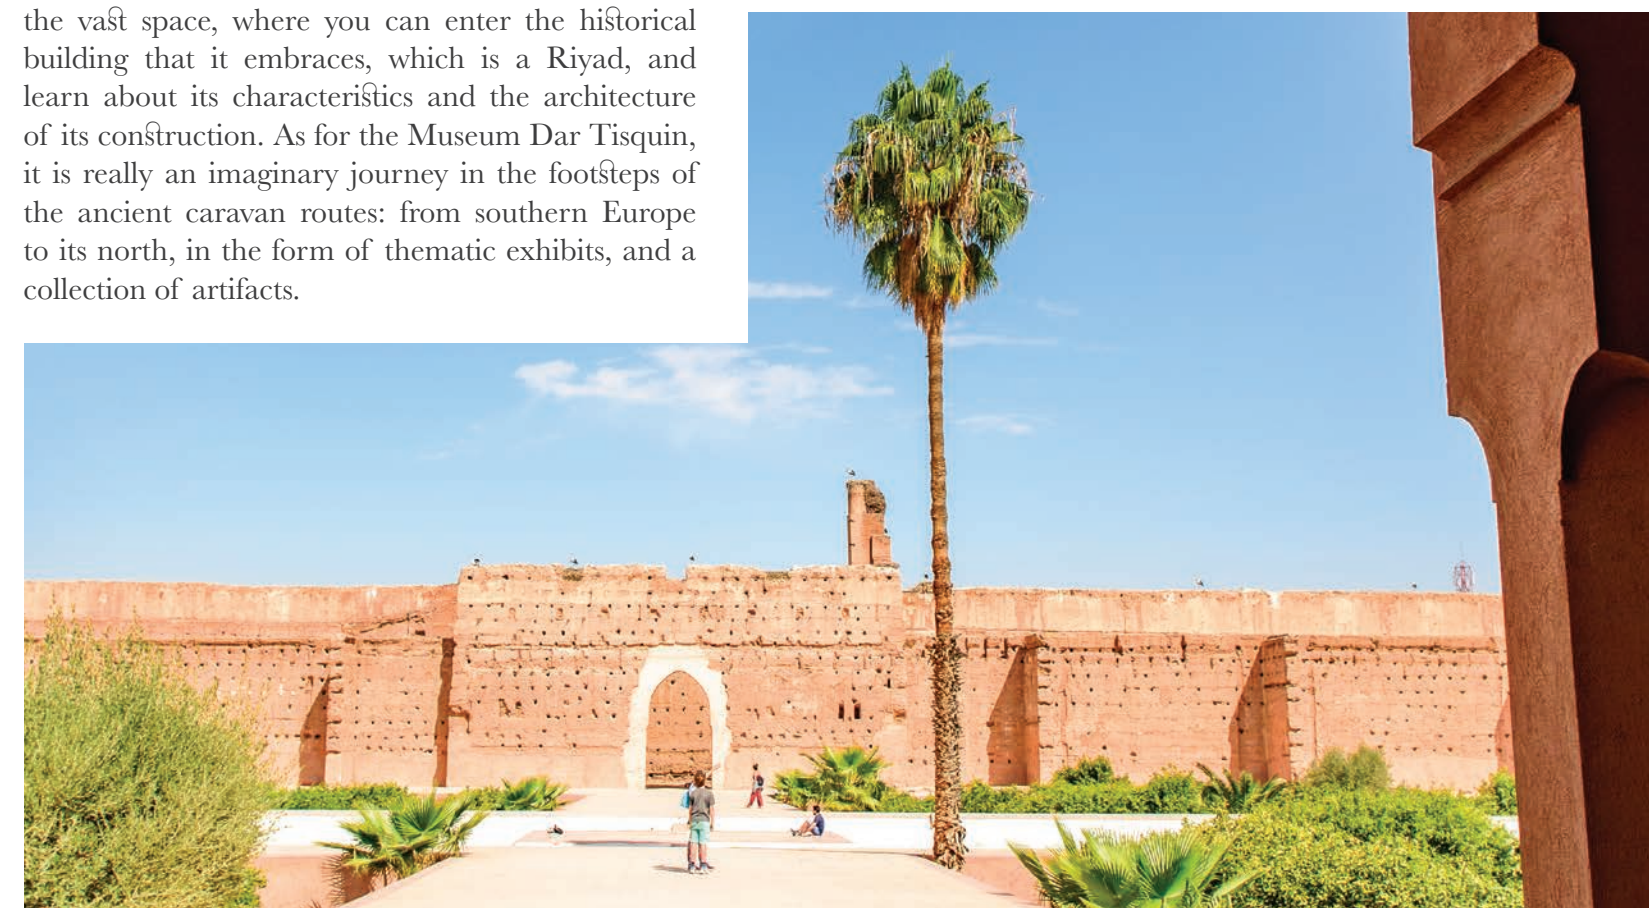 the vast space, where you can enter the historical
building that it embraces, which is a Riyad, and
learn about its characteristics and the architecture
of its construction. As for the Museum Dar Tisquin,
it is really an imaginary journey in the footsteps of
the ancient caravan routes: from southern Europe
to its north, in the form of thematic exhibits, and a
collection of artifacts.